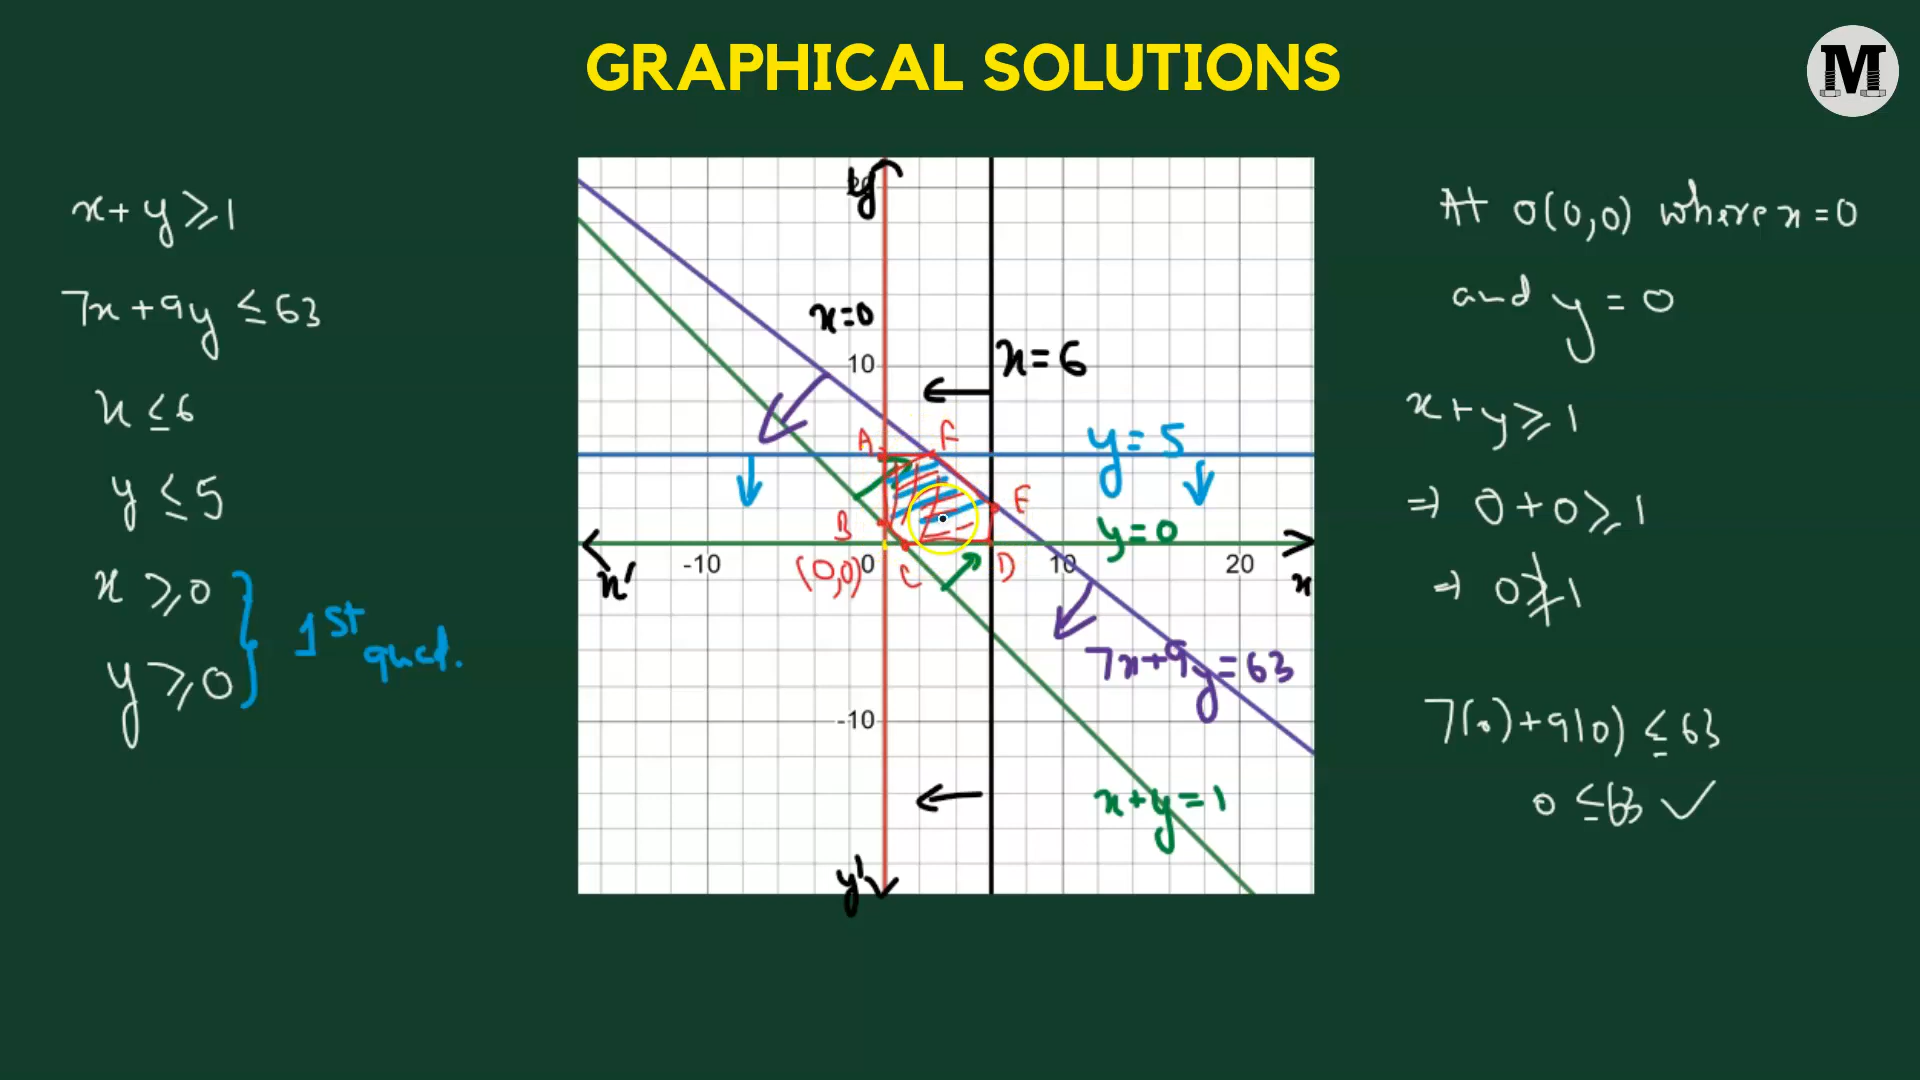 GRAPHICAL SOLUTIONS
M
x + y ≥ 1
7x + 9y ≤ 63
x ≤ 6
y ≤ 5
x ≥ 0
y ≥ 0
1st quad.
y
x=0
10
x = 6
A
F
y = 5
B
E
y = 0
x'
-10
(0,0)
0
C
D
10
20
x
7x+9y = 63
-10
x+y = 1
y'
At O(0,0) where x = 0
and y = 0
x + y ≥ 1
⇒ 0 + 0 ≥ 1
⇒ 0 ≱ 1
7(0) + 9(0) ≤ 63
0 ≤ 63 ✓